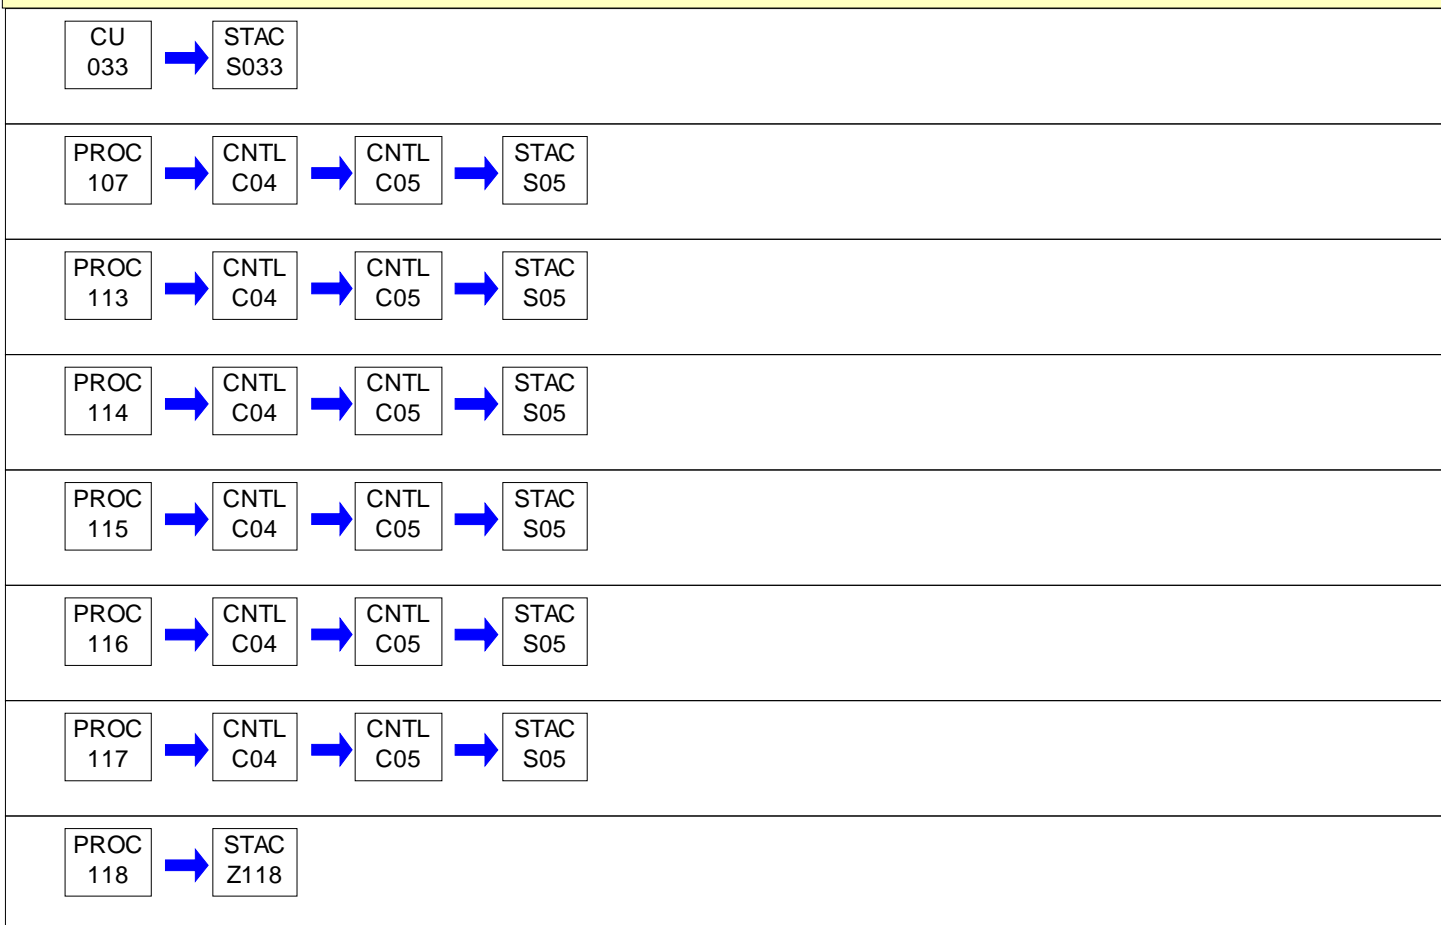 CU
033
STAC
S033
PROC
107
CNTL
C04
CNTL
C05
STAC
S05
PROC
113
CNTL
C04
CNTL
C05
STAC
S05
PROC
114
CNTL
C04
CNTL
C05
STAC
S05
PROC
115
CNTL
C04
CNTL
C05
STAC
S05
PROC
116
CNTL
C04
CNTL
C05
STAC
S05
PROC
117
CNTL
C04
CNTL
C05
STAC
S05
PROC
118
STAC
Z118